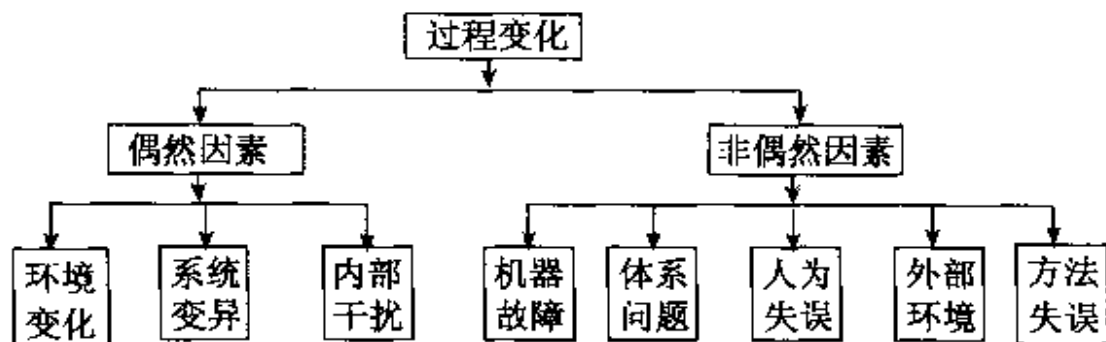 过程变化
偶然因素
非偶然因素
环境
变化
系统
变异
内部
干扰
机器
故障
体系
问题
人为
失误
外部
环境
方法
失误